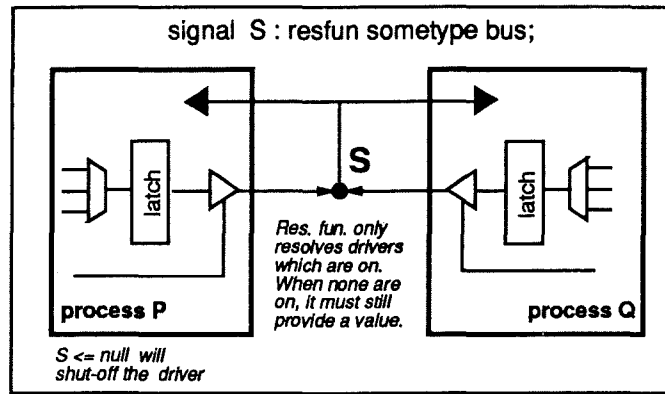 signal S : resfun sometype bus;
S
latch
latch
Res. fun. only
resolves drivers
which are on.
When none are
on, it must still
provide a value.
process P
process Q
S <= null will
shut-off the driver